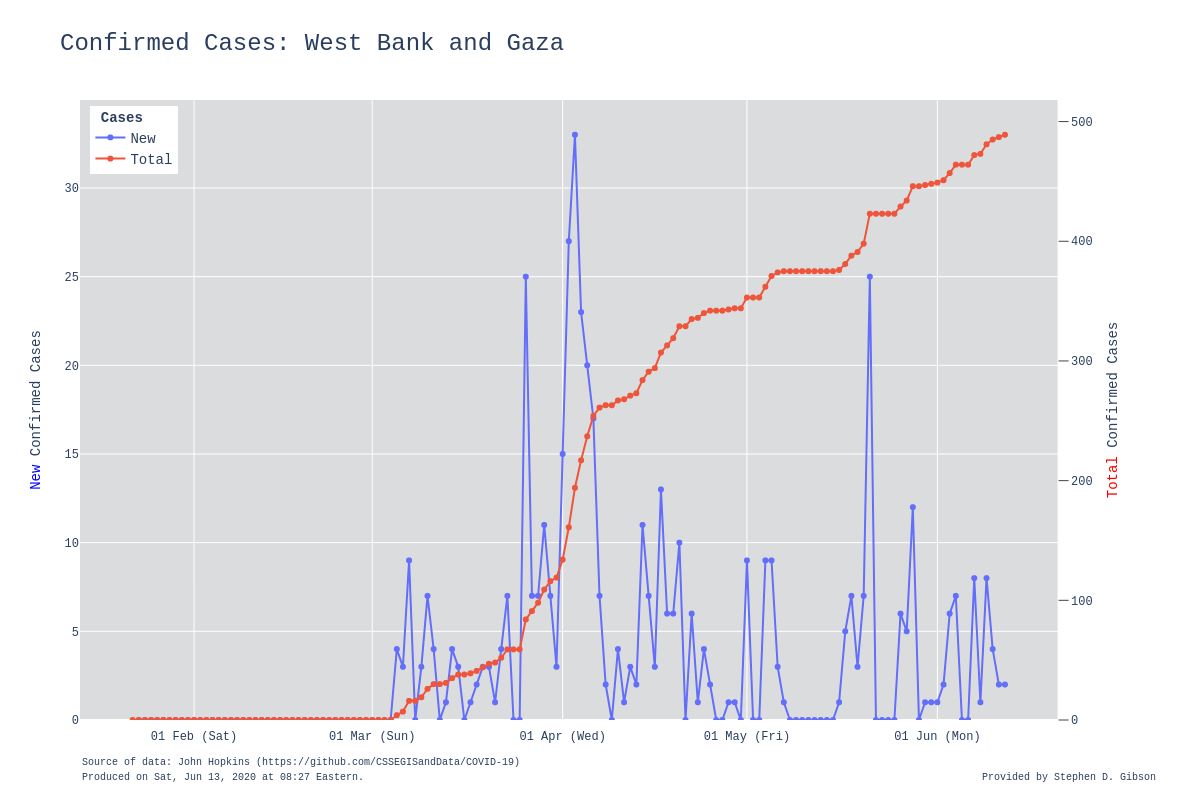 Confirmed Cases: West Bank and Gaza
Cases
New
Total
30
25
20
15
10
5
0
500
400
300
200
100
0
New Confirmed Cases
Total Confirmed Cases
01 Feb (Sat)
01 Mar (Sun)
01 Apr (Wed)
01 May (Fri)
01 Jun (Mon)
Source of data: John Hopkins (https://github.com/CSSEGISandData/COVID-19)
Produced on Sat, Jun 13, 2020 at 08:27 Eastern.
Provided by Stephen D. Gibson